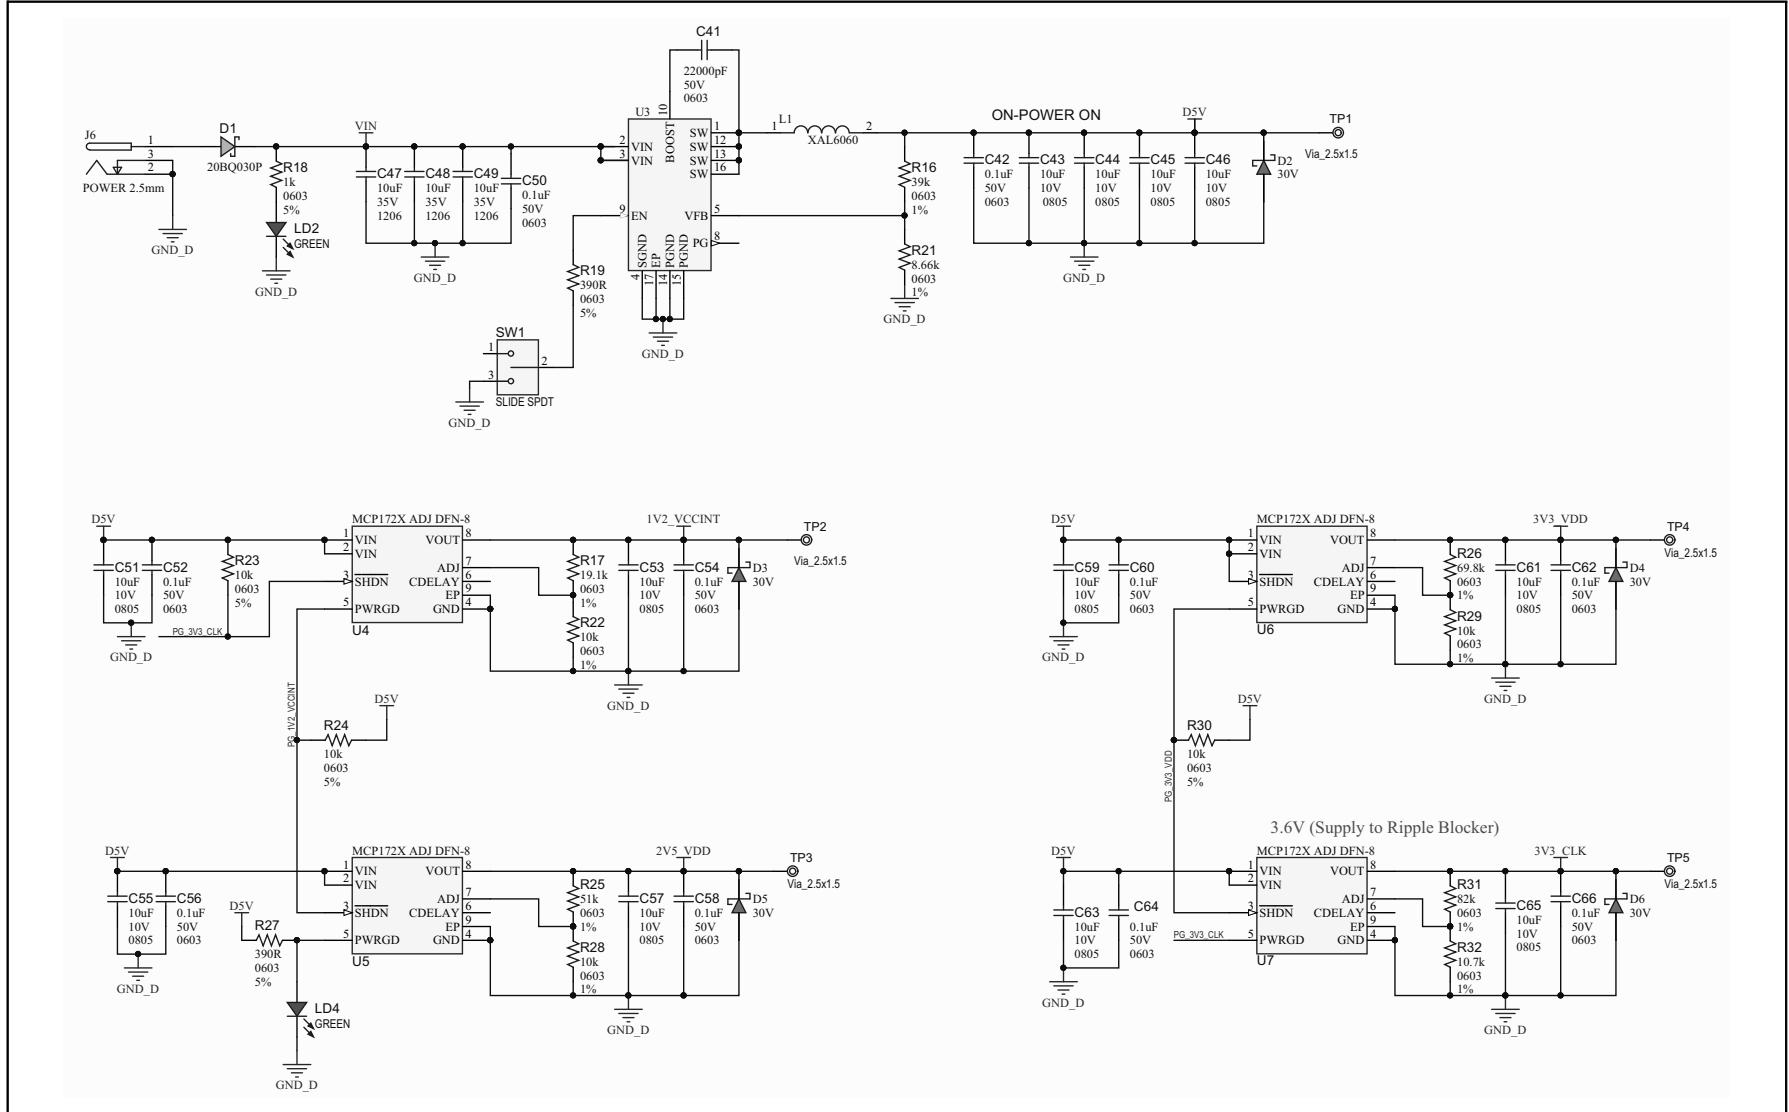 C41
22000pF
50V
0603
U3
10
BOOST
J6
1
3
2
POWER 2.5mm
GND_D
D1
20BQ030P
R18
1k
0603
5%
LD2
GREEN
GND_D
VIN
C47
10uF
35V
1206
C48
10uF
35V
1206
C49
10uF
35V
1206
C50
0.1uF
50V
0603
GND_D
2
VIN
3
VIN
9
EN
SW
1
SW
12
SW
13
SW
16
VFB
5
PG
8
SGND
EP
PGND
PGND
4
17
14
15
GND_D
R19
390R
0603
5%
SW1
1
2
3
SLIDE SPDT
GND_D
L1
1
2
XAL6060
R16
39k
0603
1%
R21
8.66k
0603
1%
GND_D
ON-POWER ON
C42
0.1uF
50V
0603
C43
10uF
10V
0805
C44
10uF
10V
0805
C45
10uF
10V
0805
C46
10uF
10V
0805
D5V
D2
30V
GND_D
TP1
Via_2.5x1.5
D5V
C51
10uF
10V
0805
C52
0.1uF
50V
0603
GND_D
R23
10k
0603
5%
PG_3V3_CLK
MCP172X ADJ DFN-8
1
VIN
2
VIN
3
SHDN
5
PWRGD
VOUT
8
ADJ
7
CDELAY
6
EP
9
GND
4
U4
R17
19.1k
0603
1%
R22
10k
0603
1%
C53
10uF
10V
0805
1V2_VCCINT
C54
0.1uF
50V
0603
D3
30V
TP2
Via_2.5x1.5
GND_D
PG_1V2_VCCINT
R24
10k
0603
5%
D5V
D5V
C55
10uF
10V
0805
C56
0.1uF
50V
0603
GND_D
D5V
R27
390R
0603
5%
LD4
GREEN
GND_D
MCP172X ADJ DFN-8
1
VIN
2
VIN
3
SHDN
5
PWRGD
VOUT
8
ADJ
7
CDELAY
6
EP
9
GND
4
U5
R25
51k
0603
1%
R28
10k
0603
1%
C57
10uF
10V
0805
2V5_VDD
C58
0.1uF
50V
0603
D5
30V
TP3
Via_2.5x1.5
GND_D
D5V
C59
10uF
10V
0805
C60
0.1uF
50V
0603
GND_D
MCP172X ADJ DFN-8
1
VIN
2
VIN
3
SHDN
5
PWRGD
VOUT
8
ADJ
7
CDELAY
6
EP
9
GND
4
U6
R26
69.8k
0603
1%
R29
10k
0603
1%
C61
10uF
10V
0805
3V3_VDD
C62
0.1uF
50V
0603
D4
30V
TP4
Via_2.5x1.5
GND_D
PG_3V3_VDD
R30
10k
0603
5%
D5V
3.6V (Supply to Ripple Blocker)
D5V
C63
10uF
10V
0805
C64
0.1uF
50V
0603
GND_D
PG_3V3_CLK
MCP172X ADJ DFN-8
1
VIN
2
VIN
3
SHDN
5
PWRGD
VOUT
8
ADJ
7
CDELAY
6
EP
9
GND
4
U7
R31
82k
0603
1%
R32
10.7k
0603
1%
C65
10uF
10V
0805
3V3_CLK
C66
0.1uF
50V
0603
D6
30V
TP5
Via_2.5x1.5
GND_D